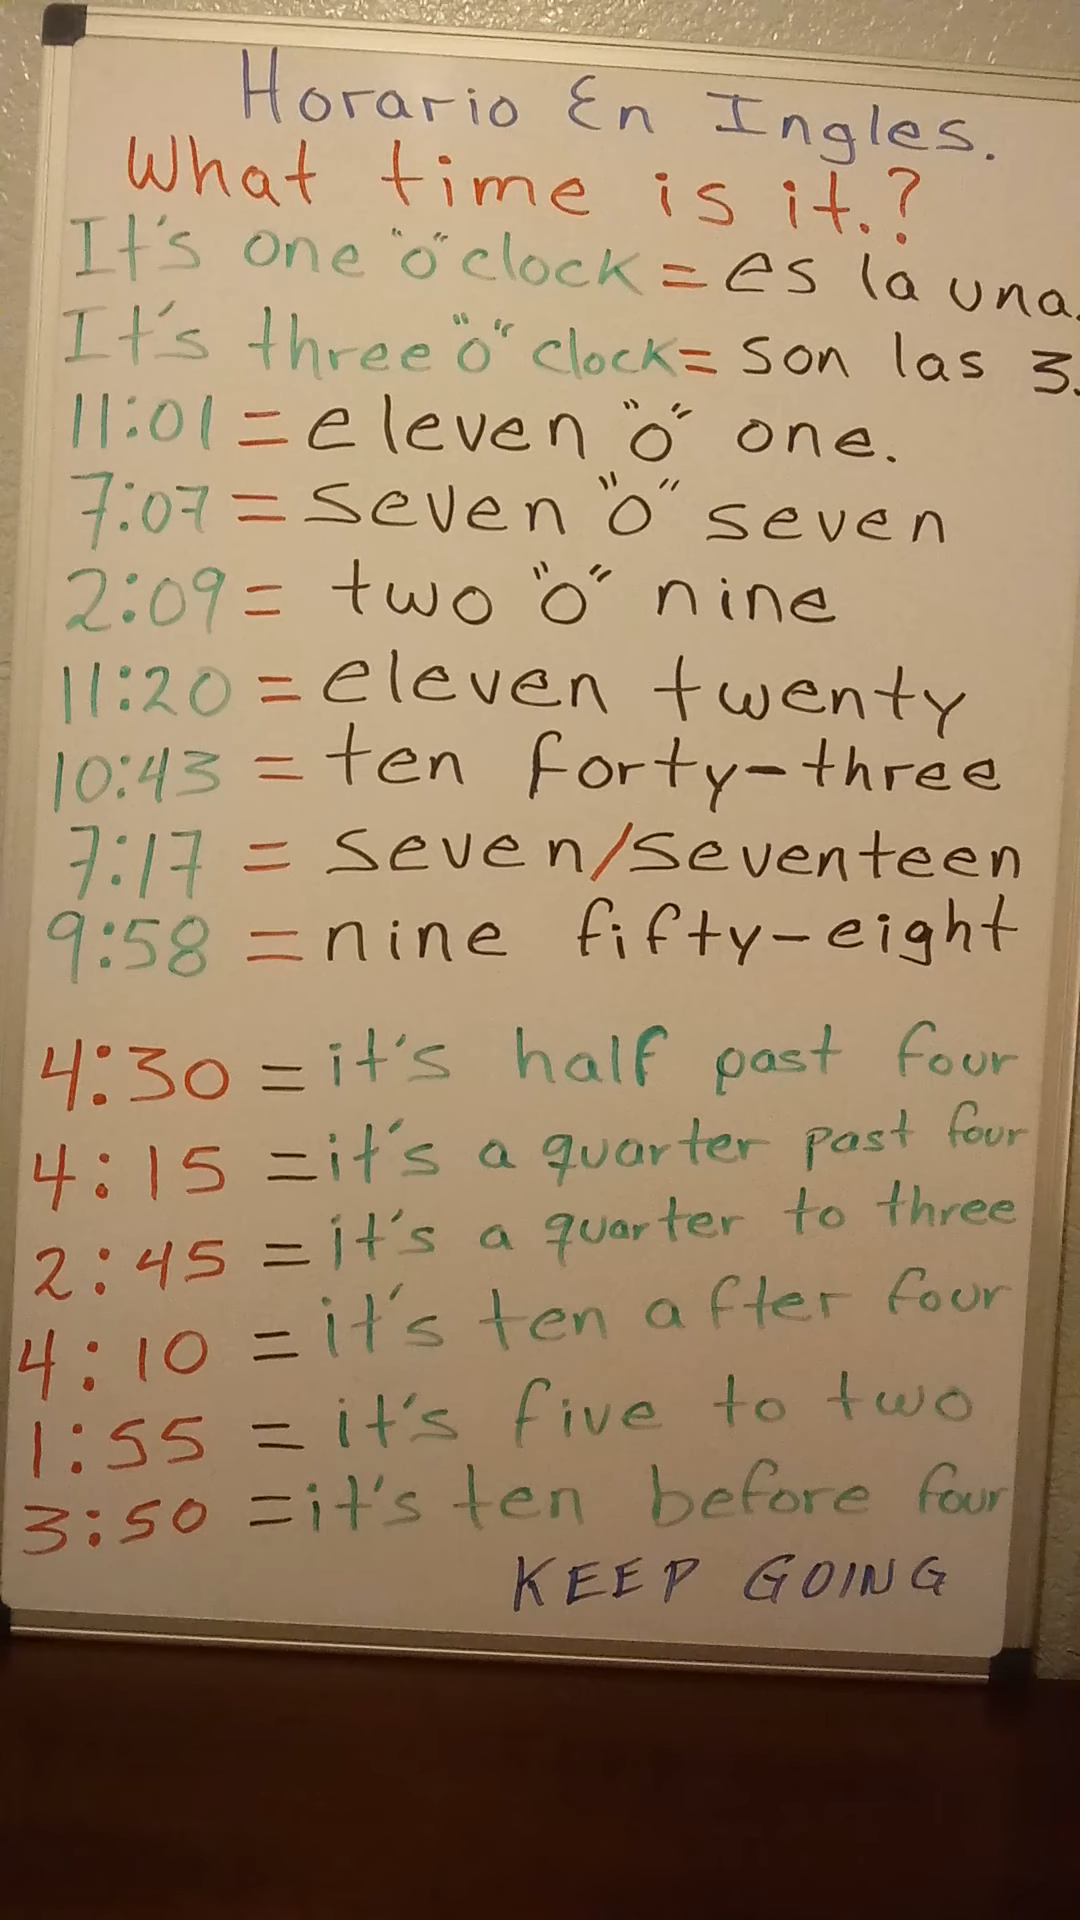 Horario En Ingles.
What time is it.?
It's one "o" clock = es la una.
It's three "o" clock = son las 3.
11:01 = eleven "o" one.
7:07 = seven "o" seven
2:09 = two "o" nine
11:20 = eleven twenty
10:43 = ten forty-three
7:17 = seven/seventeen
9:58 = nine fifty-eight
4:30 = it's half past four
4:15 = it's a quarter past four
2:45 = it's a quarter to three
4:10 = it's ten after four
1:55 = it's five to two
3:50 = it's ten before four
KEEP GOING